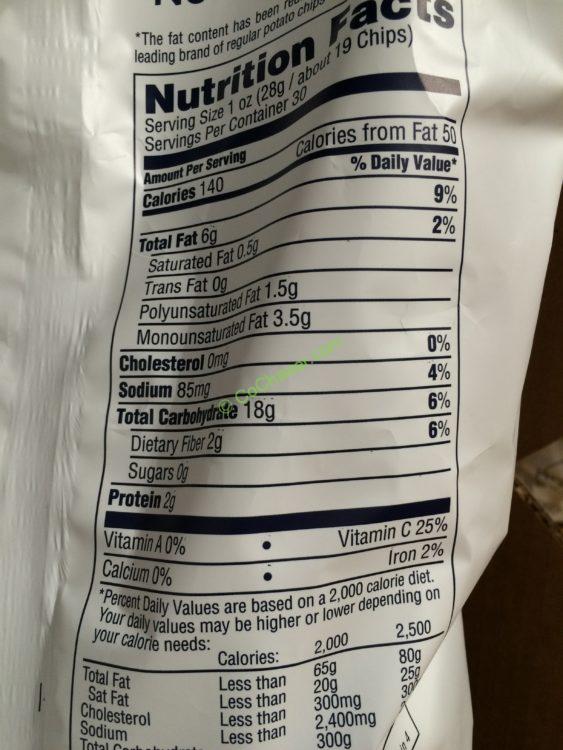 *The fat content has been
leading brand of regular potato chips
Nutrition Facts
Serving Size 1 oz (28g / about 19 Chips)
Servings Per Container 30
Amount Per Serving
Calories 140 Calories from Fat 50
% Daily Value*
Total Fat 6g 9%
Saturated Fat 0.5g 2%
Trans Fat 0g
Polyunsaturated Fat 1.5g
Monounsaturated Fat 3.5g
Cholesterol 0mg 0%
Sodium 85mg 4%
Total Carbohydrate 18g 6%
Dietary Fiber 2g 6%
Sugars 0g
Protein 2g
Vitamin A 0% • Vitamin C 25%
Calcium 0% • Iron 2%
*Percent Daily Values are based on a 2,000 calorie diet.
Your daily values may be higher or lower depending on
your calorie needs:
Calories: 2,000 2,500
Total Fat Less than 65g 80g
Sat Fat Less than 20g 25g
Cholesterol Less than 300mg
Sodium Less than 2,400mg
Total Carbohydrate 300g
© CoChaser.com